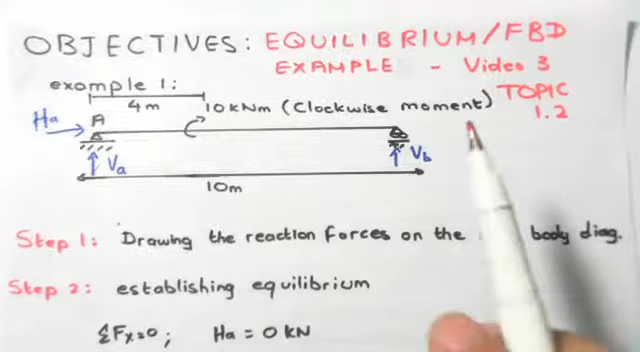 OBJECTIVES: EQUILIBRIUM/FBD
EXAMPLE - Video 3
TOPIC
1.2
example 1:
4m
10kNm (Clockwise moment)
Ha
A
Va
Vb
10m
Step 1: Drawing the reaction forces on the body diag.
Step 2: establishing equilibrium
ΣFx=0; Ha = 0 kN